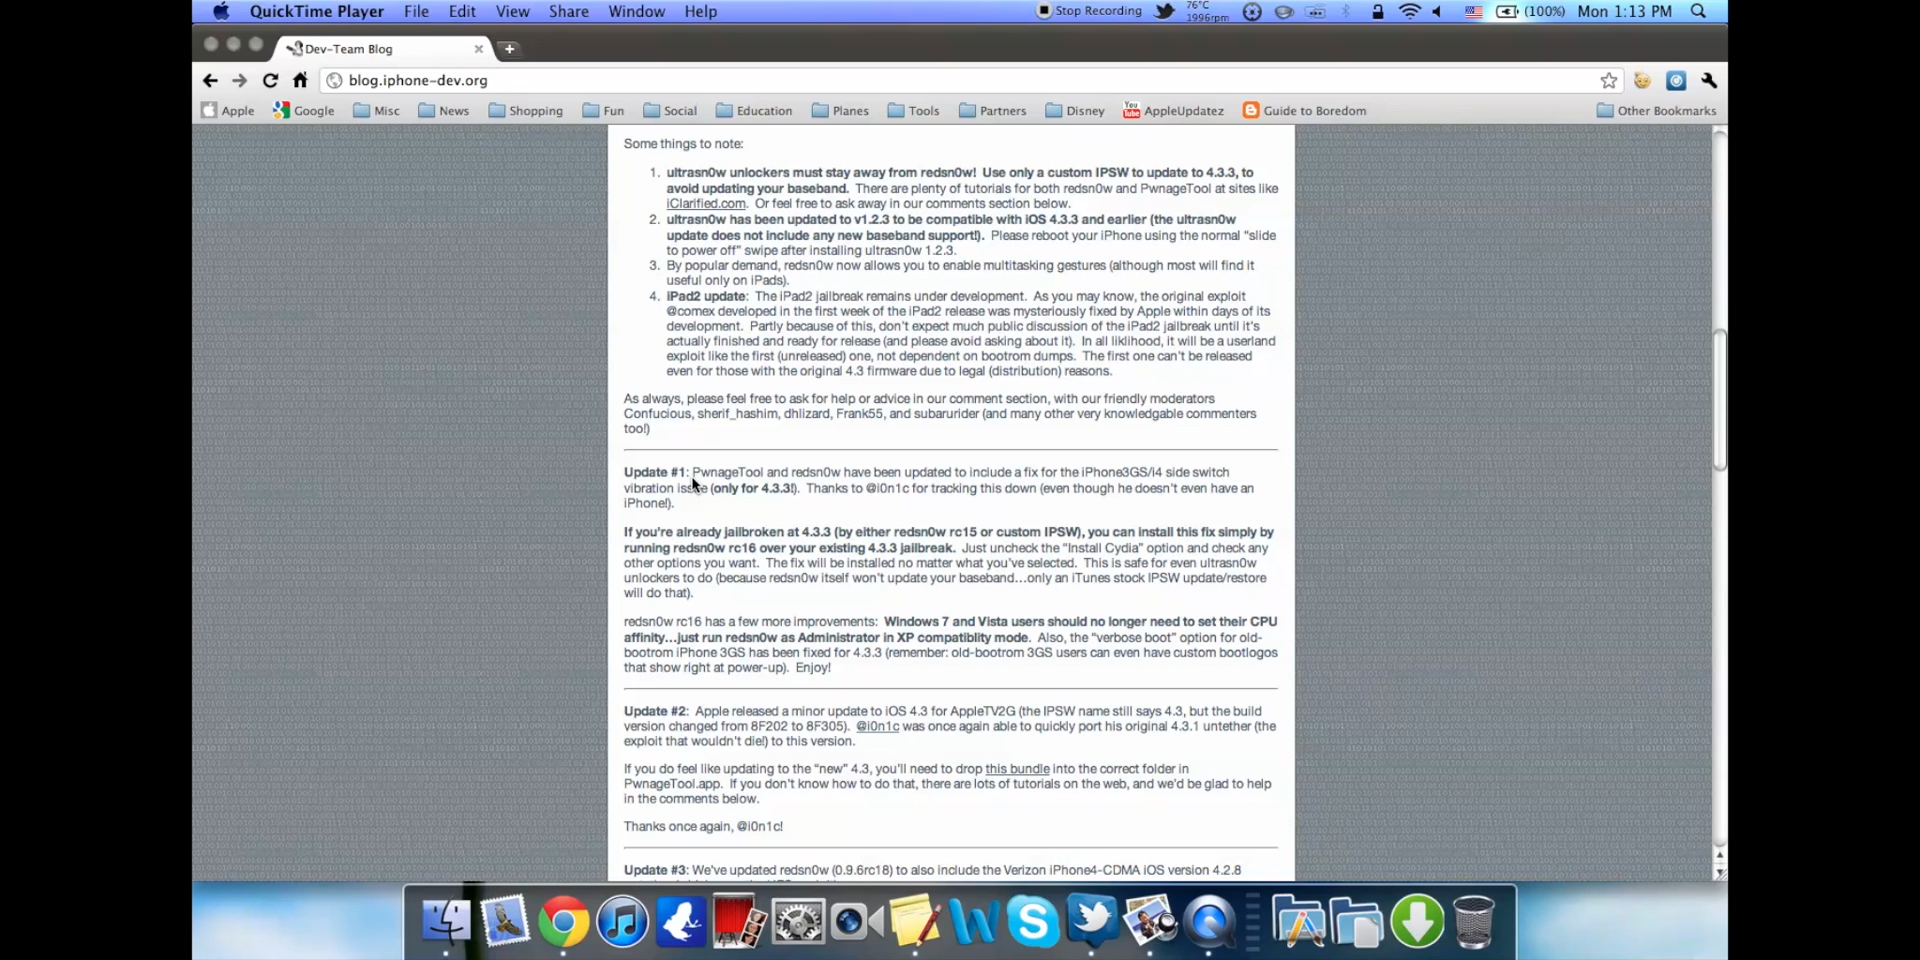 QuickTime Player File Edit View Share Window Help Stop Recording 76°C 1996rpm (100%) Mon 1:13 PM
Dev-Team Blog
blog.iphone-dev.org
Apple Google Misc News Shopping Fun Social Education Planes Tools Partners Disney You Tube AppleUpdatez Guide to Boredom Other Bookmarks
Some things to note:
1. ultrasn0w unlockers must stay away from redsn0w! Use only a custom IPSW to update to 4.3.3, to
avoid updating your baseband. There are plenty of tutorials for both redsn0w and PwnageTool at sites like
iClarified.com. Or feel free to ask away in our comments section below.
2. ultrasn0w has been updated to v1.2.3 to be compatible with iOS 4.3.3 and earlier (the ultrasn0w
update does not include any new baseband support!). Please reboot your iPhone using the normal “slide
to power off” swipe after installing ultrasn0w 1.2.3.
3. By popular demand, redsn0w now allows you to enable multitasking gestures (although most will find it
useful only on iPads).
4. iPad2 update: The iPad2 jailbreak remains under development. As you may know, the original exploit
@comex developed in the first week of the iPad2 release was mysteriously fixed by Apple within days of its
development. Partly because of this, don’t expect much public discussion of the iPad2 jailbreak until it’s
actually finished and ready for release (and please avoid asking about it). In all liklihood, it will be a userland
exploit like the first (unreleased) one, not dependent on bootrom dumps. The first one can’t be released
even for those with the original 4.3 firmware due to legal (distribution) reasons.
As always, please feel free to ask for help or advice in our comment section, with our friendly moderators
Confucious, sherif_hashim, dhlizard, Frank55, and subarurider (and many other very knowledgable commenters
too!)
Update #1: PwnageTool and redsn0w have been updated to include a fix for the iPhone3GS/i4 side switch
vibration issue (only for 4.3.3!). Thanks to @i0n1c for tracking this down (even though he doesn’t even have an
iPhone!).
If you’re already jailbroken at 4.3.3 (by either redsn0w rc15 or custom IPSW), you can install this fix simply by
running redsn0w rc16 over your existing 4.3.3 jailbreak. Just uncheck the “Install Cydia” option and check any
other options you want. The fix will be installed no matter what you’ve selected. This is safe for even ultrasn0w
unlockers to do (because redsn0w itself won’t update your baseband…only an iTunes stock IPSW update/restore
will do that).
redsn0w rc16 has a few more improvements: Windows 7 and Vista users should no longer need to set their CPU
affinity…just run redsn0w as Administrator in XP compatiblity mode. Also, the “verbose boot” option for old-
bootrom iPhone 3GS has been fixed for 4.3.3 (remember: old-bootrom 3GS users can even have custom bootlogos
that show right at power-up). Enjoy!
Update #2: Apple released a minor update to iOS 4.3 for AppleTV2G (the IPSW name still says 4.3, but the build
version changed from 8F202 to 8F305). @i0n1c was once again able to quickly port his original 4.3.1 untether (the
exploit that wouldn’t die!) to this version.
If you do feel like updating to the “new” 4.3, you’ll need to drop this bundle into the correct folder in
PwnageTool.app. If you don’t know how to do that, there are lots of tutorials on the web, and we’d be glad to help
in the comments below.
Thanks once again, @i0n1c!
Update #3: We’ve updated redsn0w (0.9.6rc18) to also include the Verizon iPhone4-CDMA iOS version 4.2.8